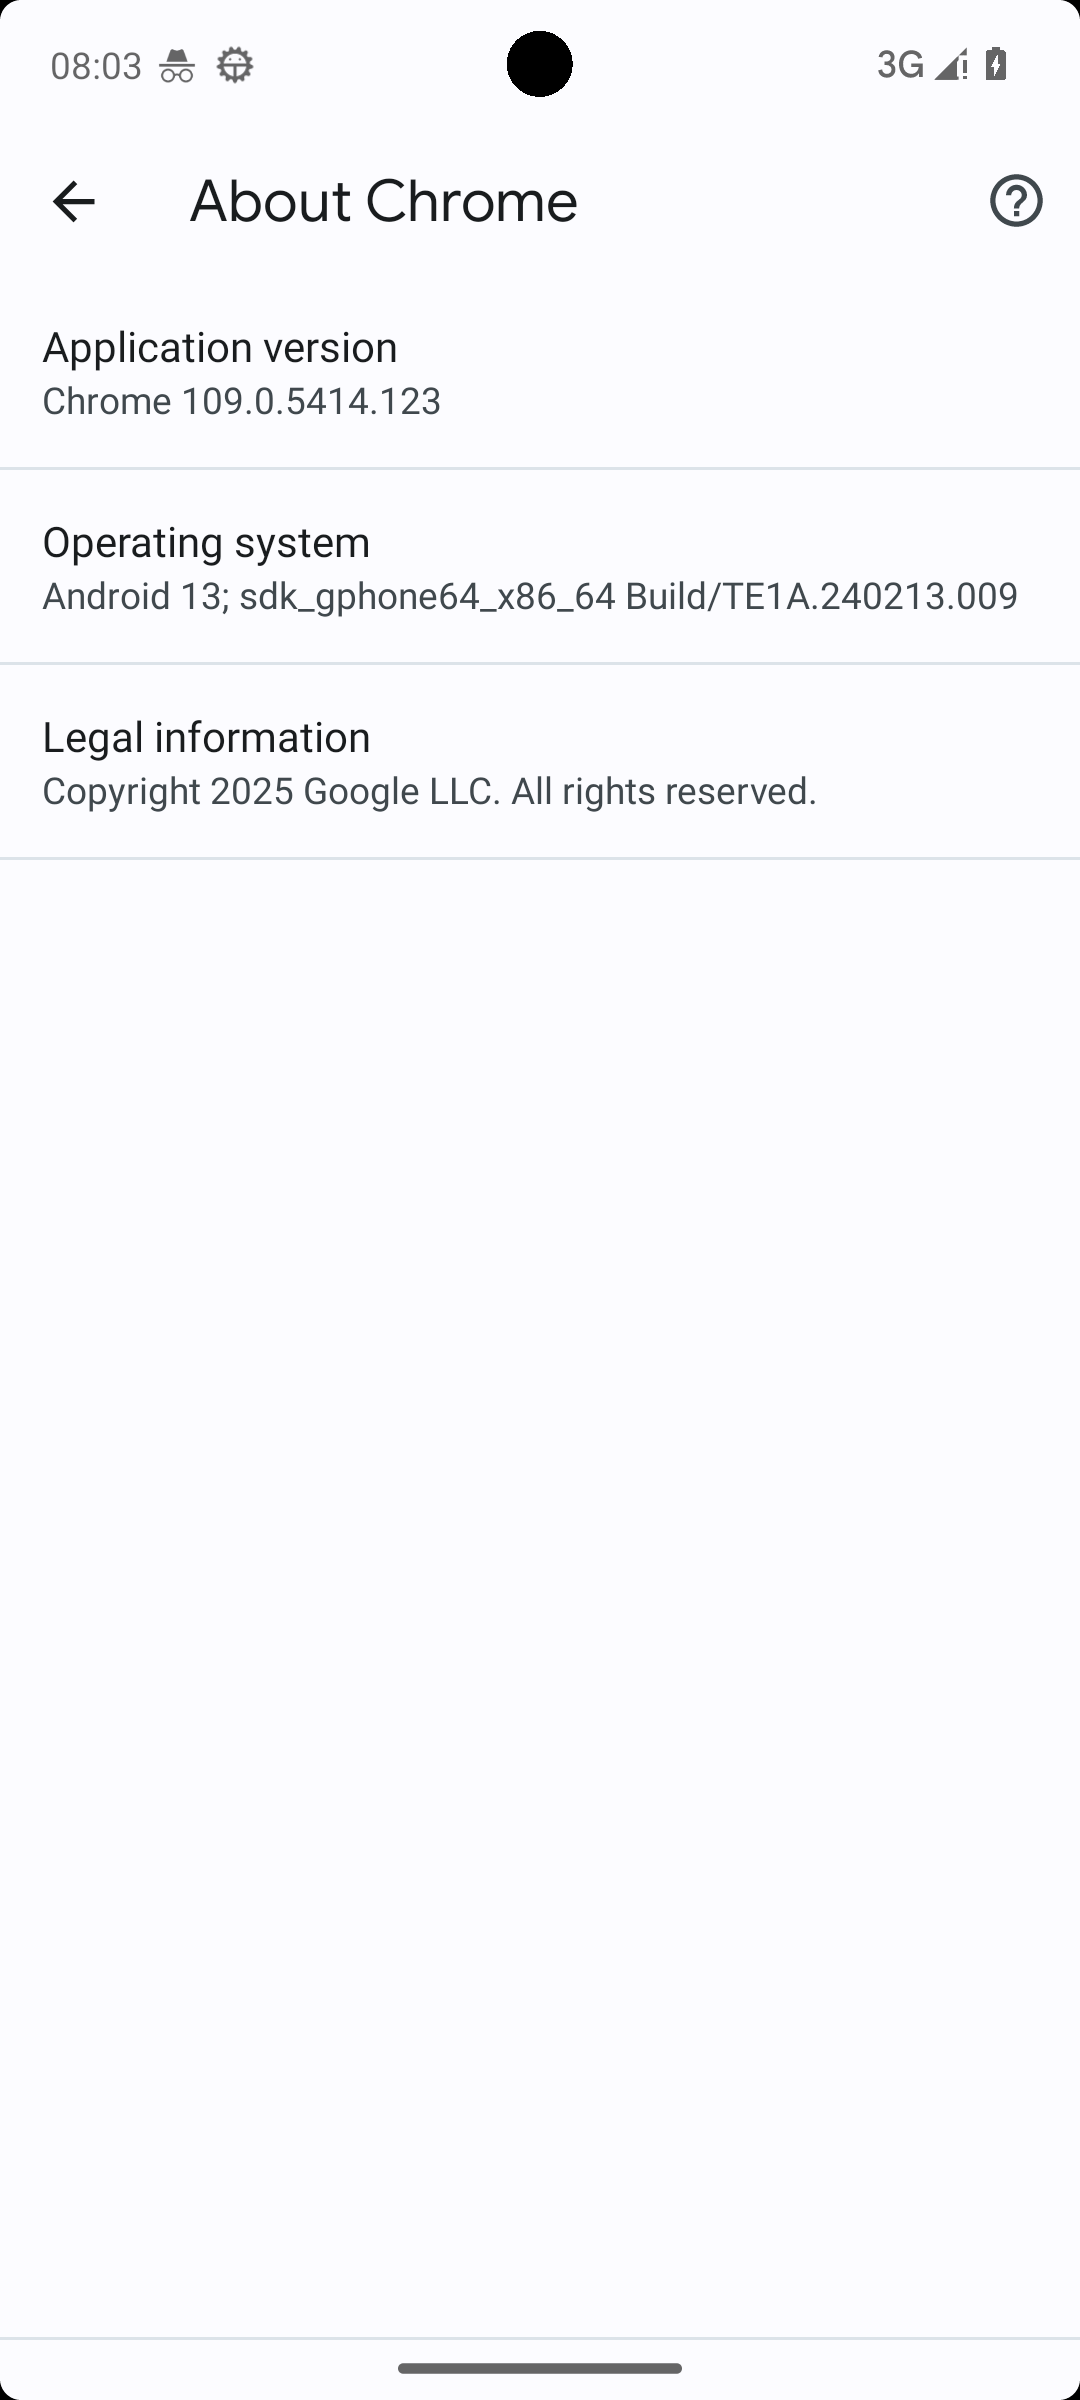 08:03
3G
About Chrome
Application version
Chrome 109.0.5414.123
Operating system
Android 13; sdk_gphone64_x86_64 Build/TE1A.240213.009
Legal information
Copyright 2025 Google LLC. All rights reserved.